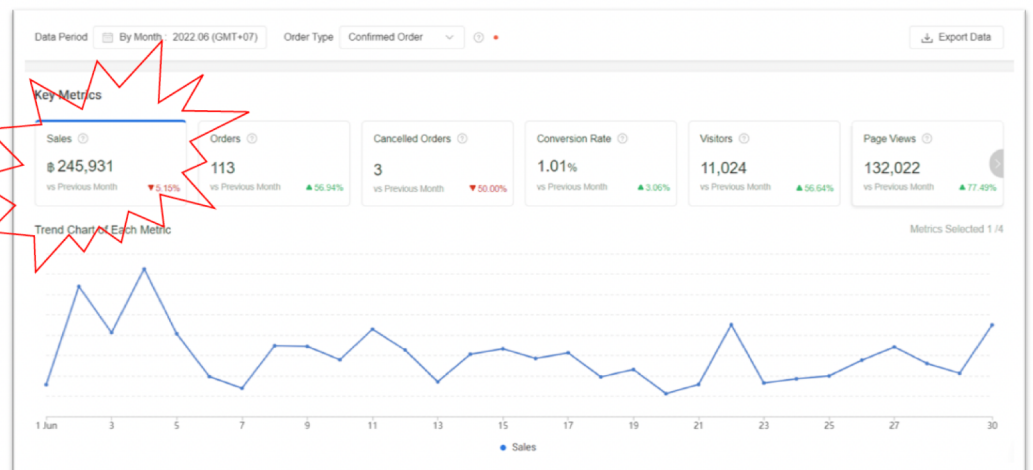 Data Period By Month : 2022.06 (GMT+07) Order Type Confirmed Order Export Data
Key Metrics
Sales Orders Cancelled Orders Conversion Rate Visitors Page Views
฿ 245,931 113 3 1.01% 11,024 132,022
vs Previous Month ▼5.15% vs Previous Month ▲56.94% vs Previous Month ▼50.00% vs Previous Month ▲3.06% vs Previous Month ▲56.64% vs Previous Month ▲77.49%
Trend Chart of Each Metric Metrics Selected 1 /4
1 Jun 3 5 7 9 11 13 15 17 19 21 23 25 27 30
Sales